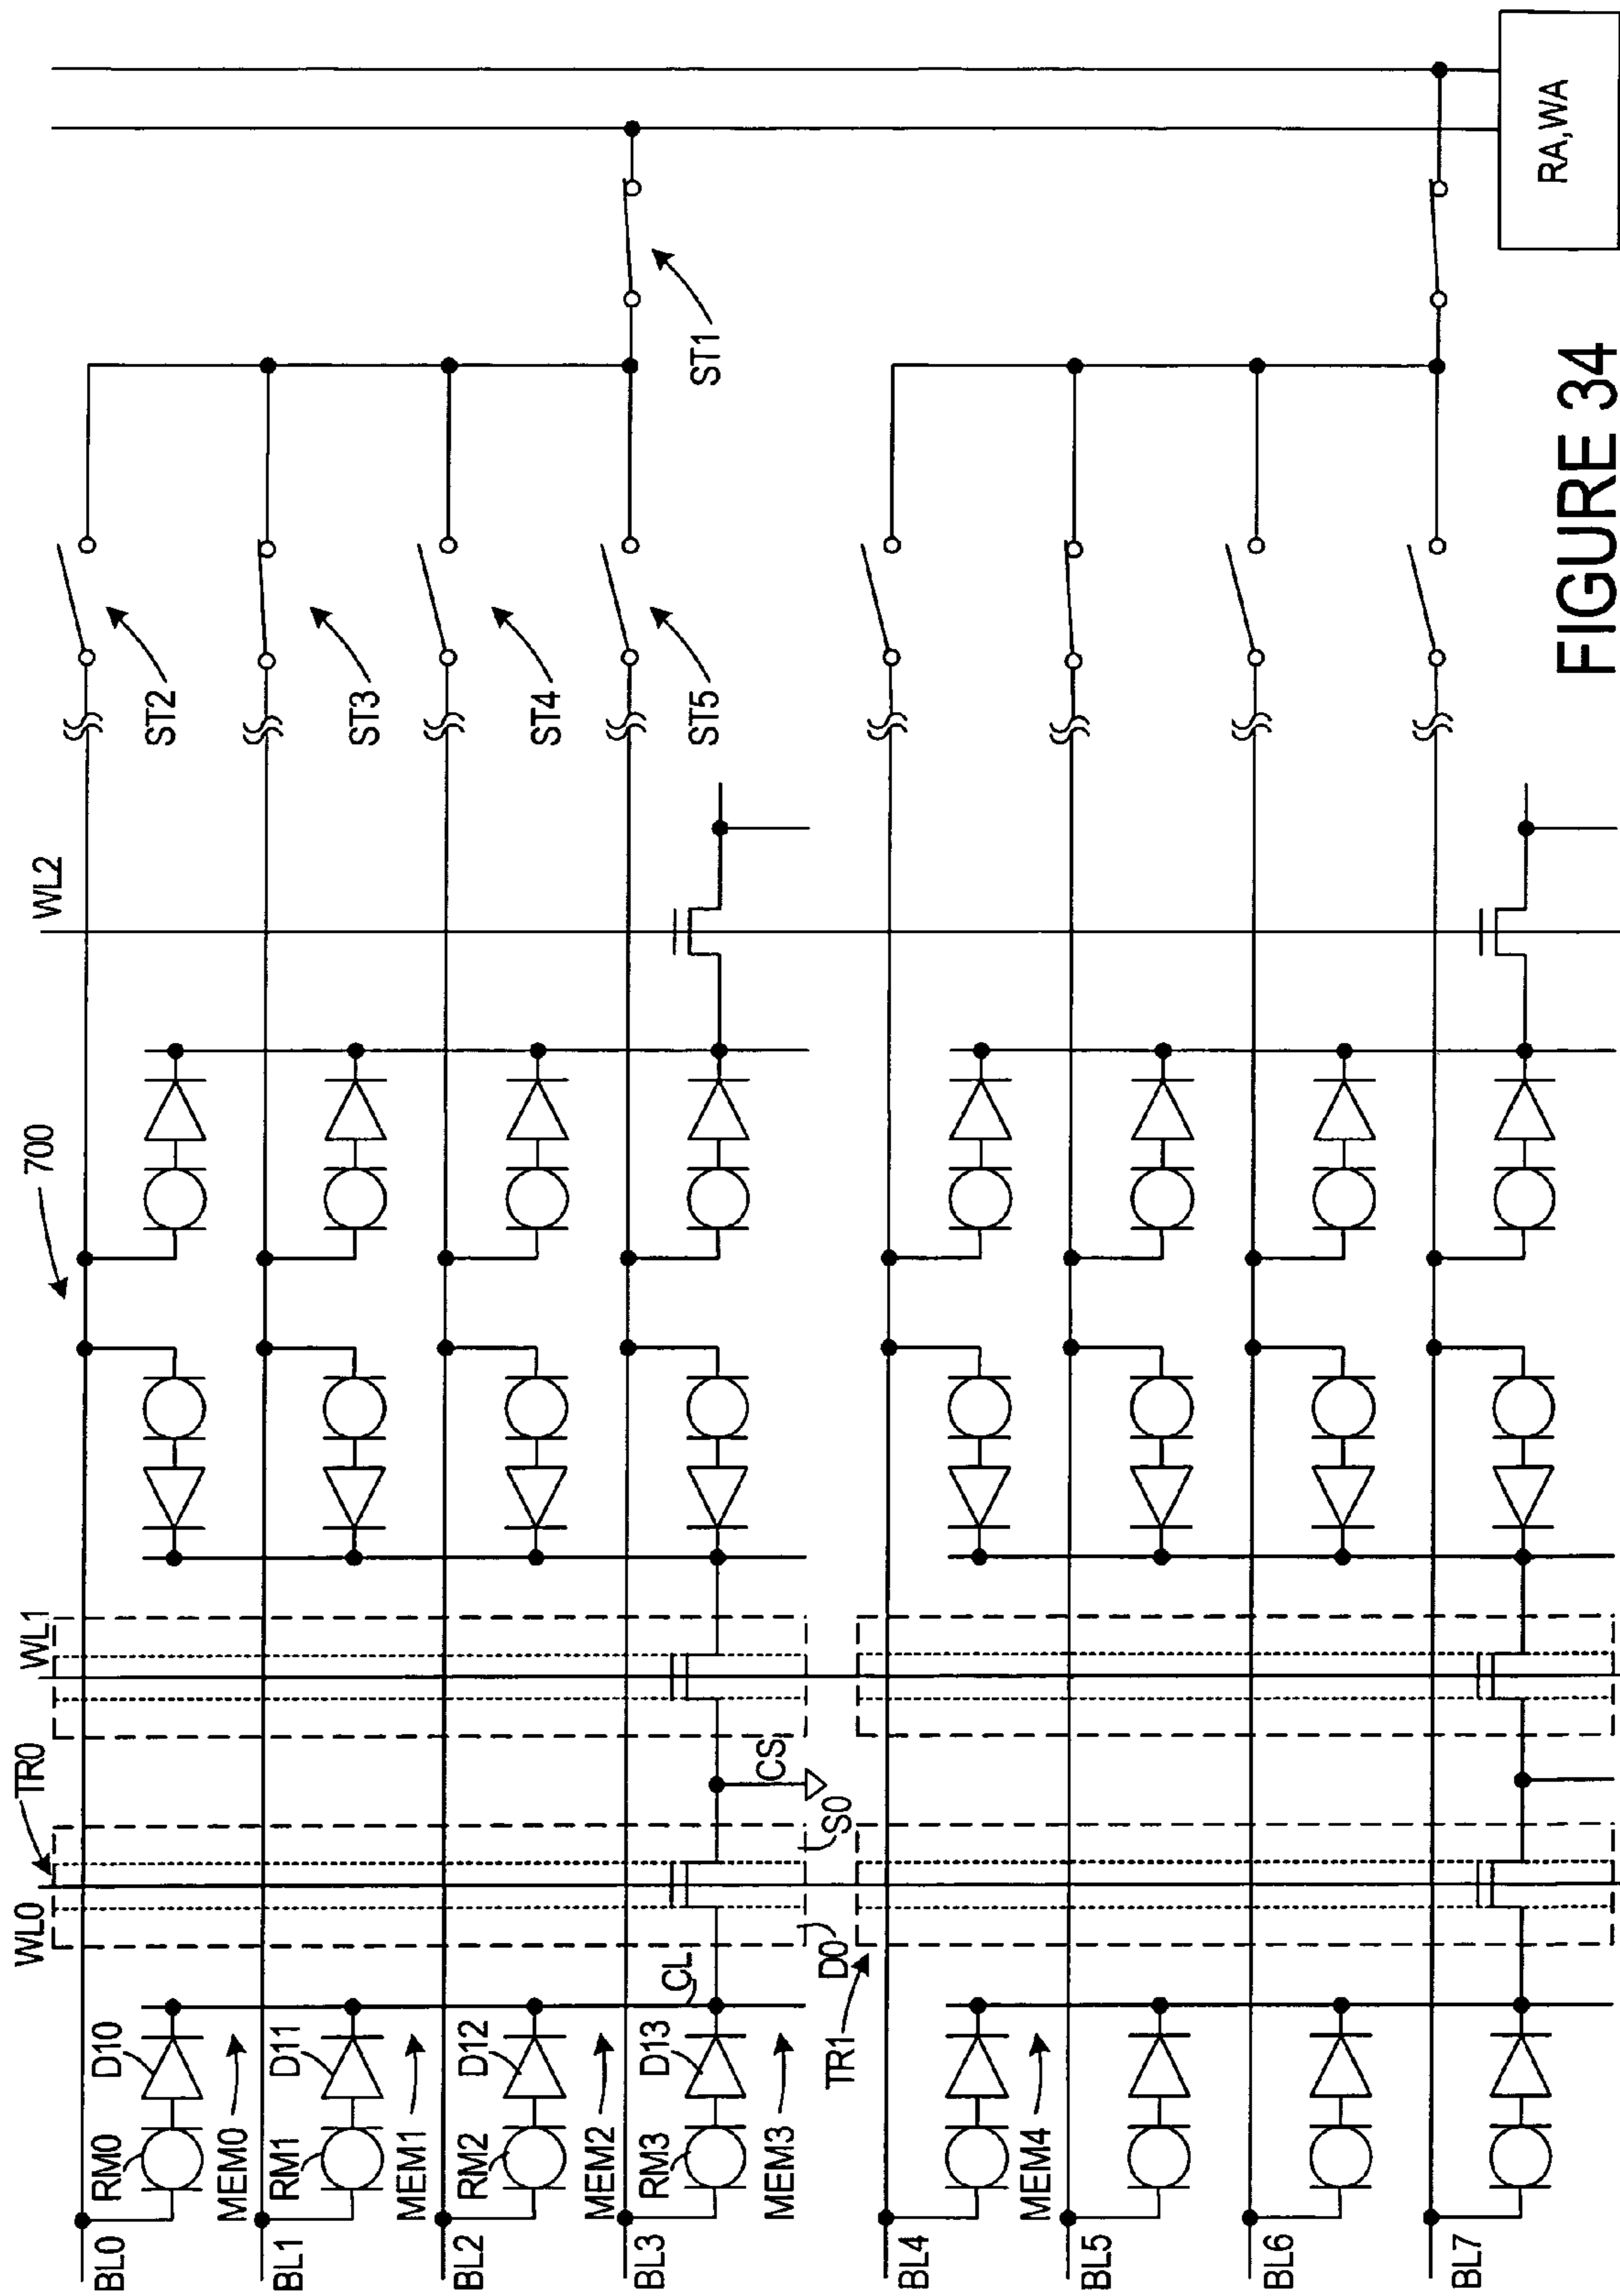 700
WL2
WL1
TR0
WL0
RM0
D10
MEM0
BL0
RM1
D11
MEM1
BL1
RM2
D12
MEM2
BL2
RM3
D13
MEM3
BL3
CL
CS
S0
D0
TR1
MEM4
BL4
BL5
BL6
BL7
ST2
ST3
ST4
ST5
ST1
RA,WA
FIGURE 34